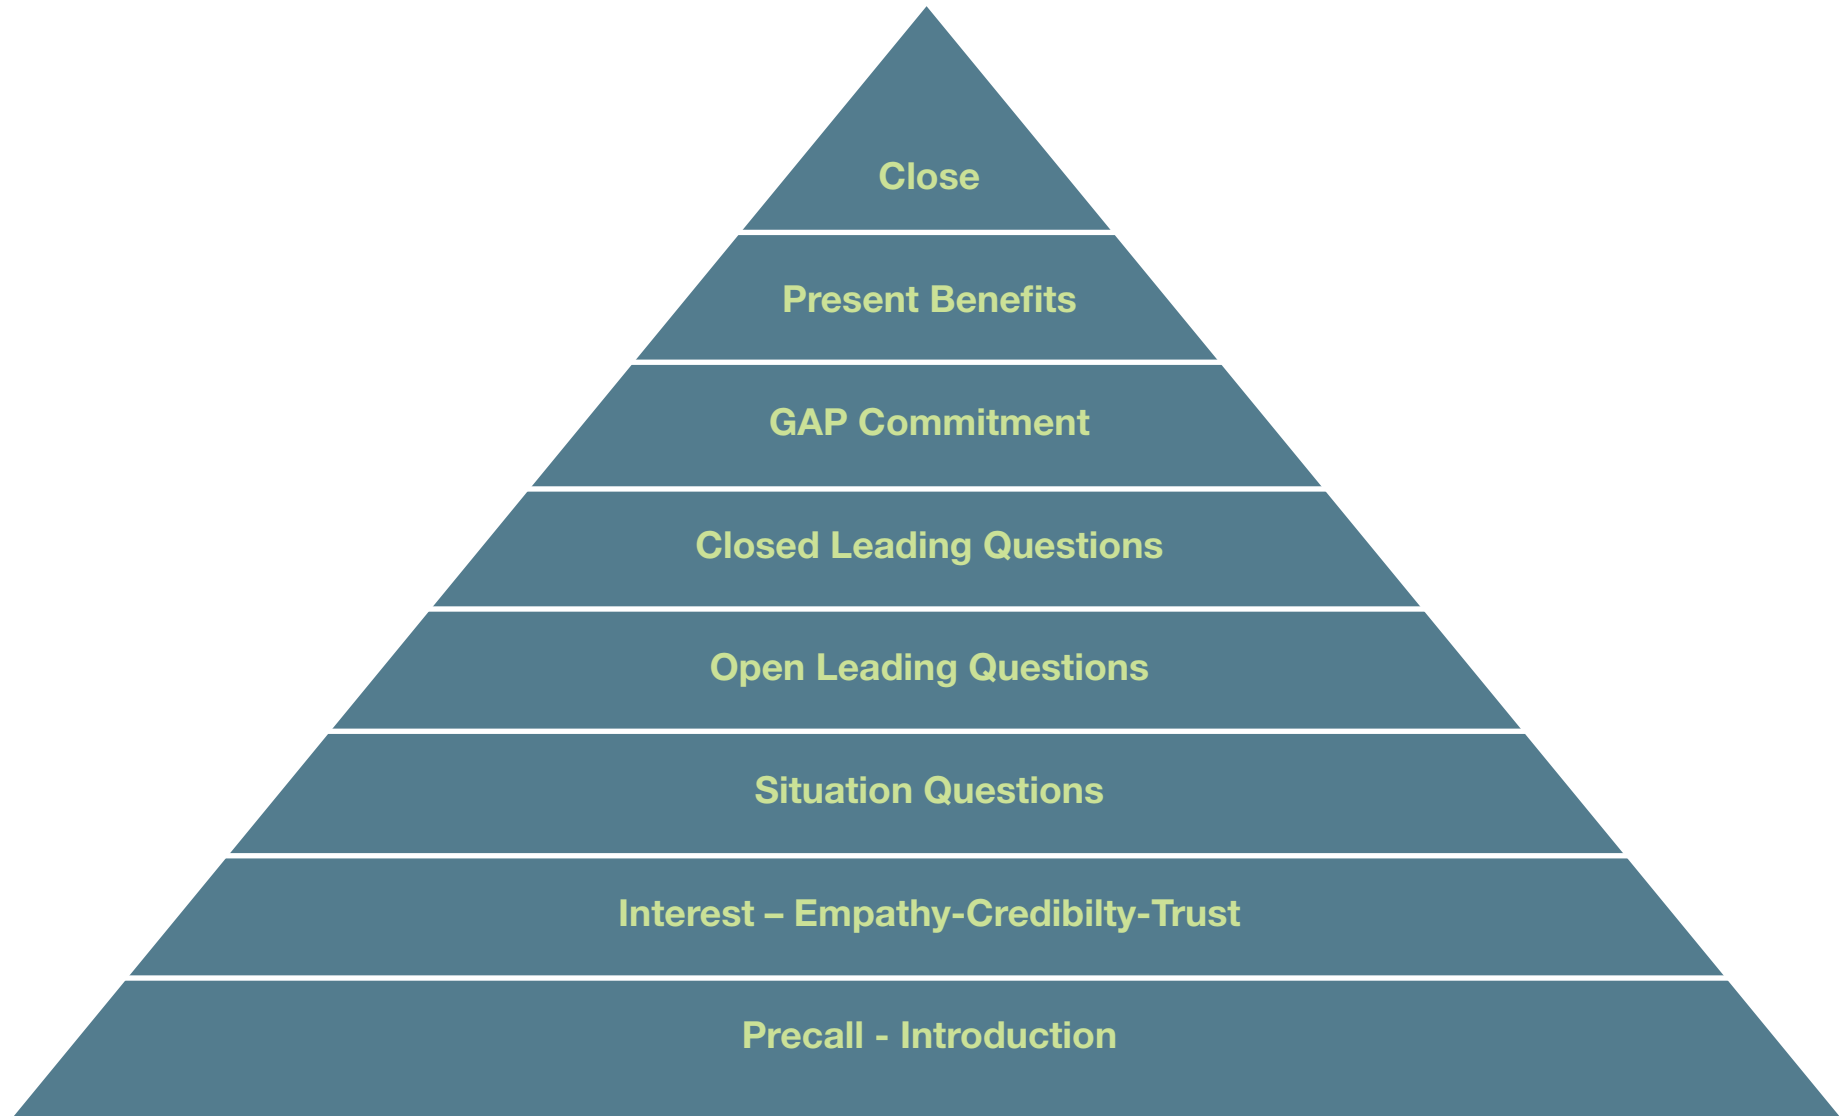 Close
Present Benefits
GAP Commitment
Closed Leading Questions
Open Leading Questions
Situation Questions
Interest – Empathy-Credibilty-Trust
Precall - Introduction